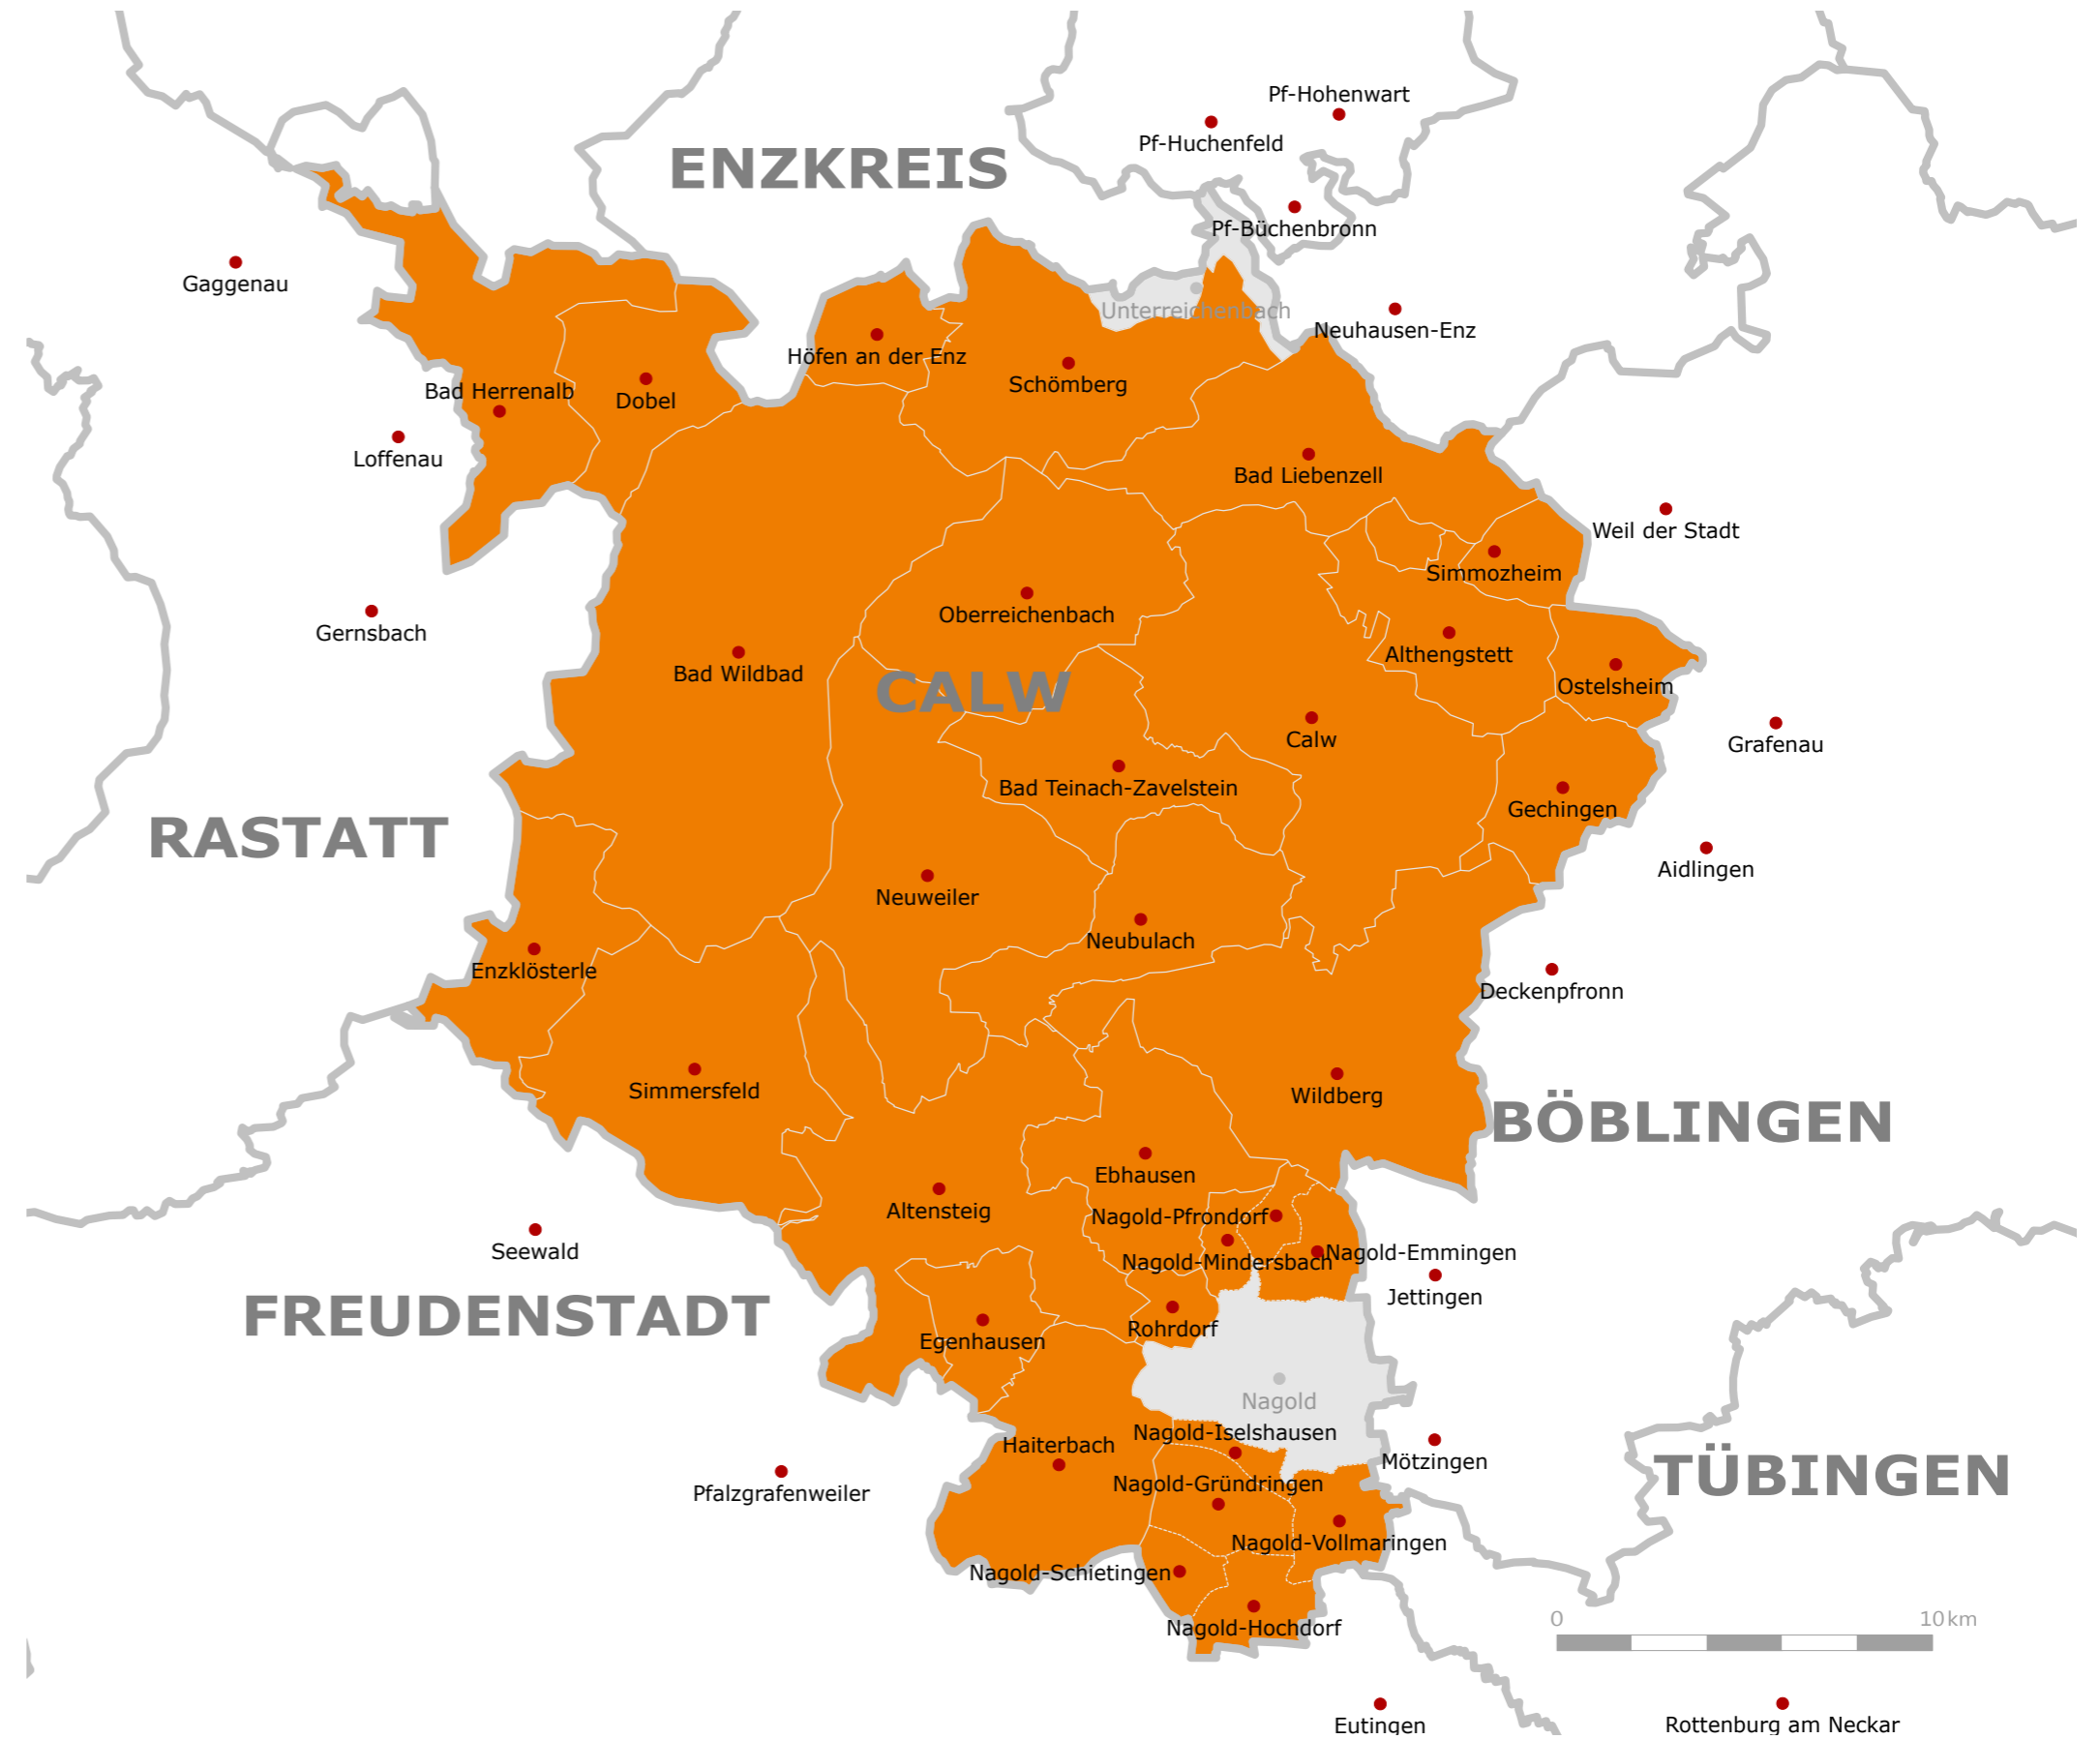 Pf-Hohenwart
Pf-Huchenfeld
ENZKREIS
Pf-Büchenbronn
Gaggenau
Unterreichenbach
Neuhausen-Enz
Höfen an der Enz
Schömberg
Bad Herrenalb
Dobel
Loffenau
Bad Liebenzell
Weil der Stadt
Simmozheim
Oberreichenbach
Gernsbach
Althengstett
Bad Wildbad
Ostelsheim
CALW
Calw
Grafenau
Bad Teinach-Zavelstein
Gechingen
RASTATT
Aidlingen
Neuweiler
Neubulach
Enzklösterle
Deckenpfronn
Simmersfeld
Wildberg
BÖBLINGEN
Ebhausen
Altensteig
Nagold-Pfrondorf
Seewald
Nagold-Emmingen
Nagold-Mindersbach
Jettingen
FREUDENSTADT
Rohrdorf
Egenhausen
Nagold
Nagold-Iselshausen
Haiterbach
Mötzingen
TÜBINGEN
Nagold-Gründringen
Pfalzgrafenweiler
Nagold-Vollmaringen
Nagold-Schietingen
0 10 km
Nagold-Hochdorf
Eutingen
Rottenburg am Neckar